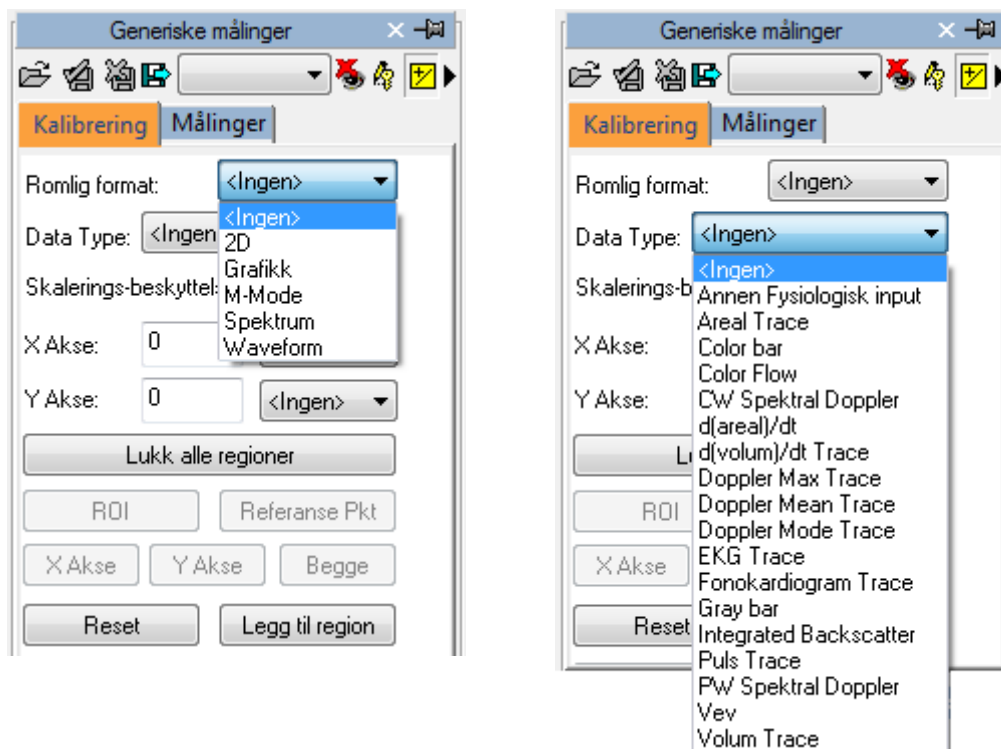 Generiske målinger
Kalibrering Målinger
Romlig format: <Ingen>
<Ingen>
2D
Grafikk
M-Mode
Spektrum
Waveform
Data Type: <Ingen
Skalerings-beskyttel
X Akse: 0
Y Akse: 0 <Ingen>
Lukk alle regioner
ROI Referanse Pkt
X Akse Y Akse Begge
Reset Legg til region
Generiske målinger
Kalibrering Målinger
Romlig format: <Ingen>
Data Type: <Ingen>
<Ingen>
Annen Fysiologisk input
Areal Trace
Color bar
Color Flow
CW Spektral Doppler
d(areal)/dt
d(volum)/dt Trace
Doppler Max Trace
Doppler Mean Trace
Doppler Mode Trace
EKG Trace
Fonokardiogram Trace
Gray bar
Integrated Backscatter
Puls Trace
PW Spektral Doppler
Vev
Volum Trace
Skalerings-b
X Akse:
Y Akse:
Lu
ROI
X Akse
Reset